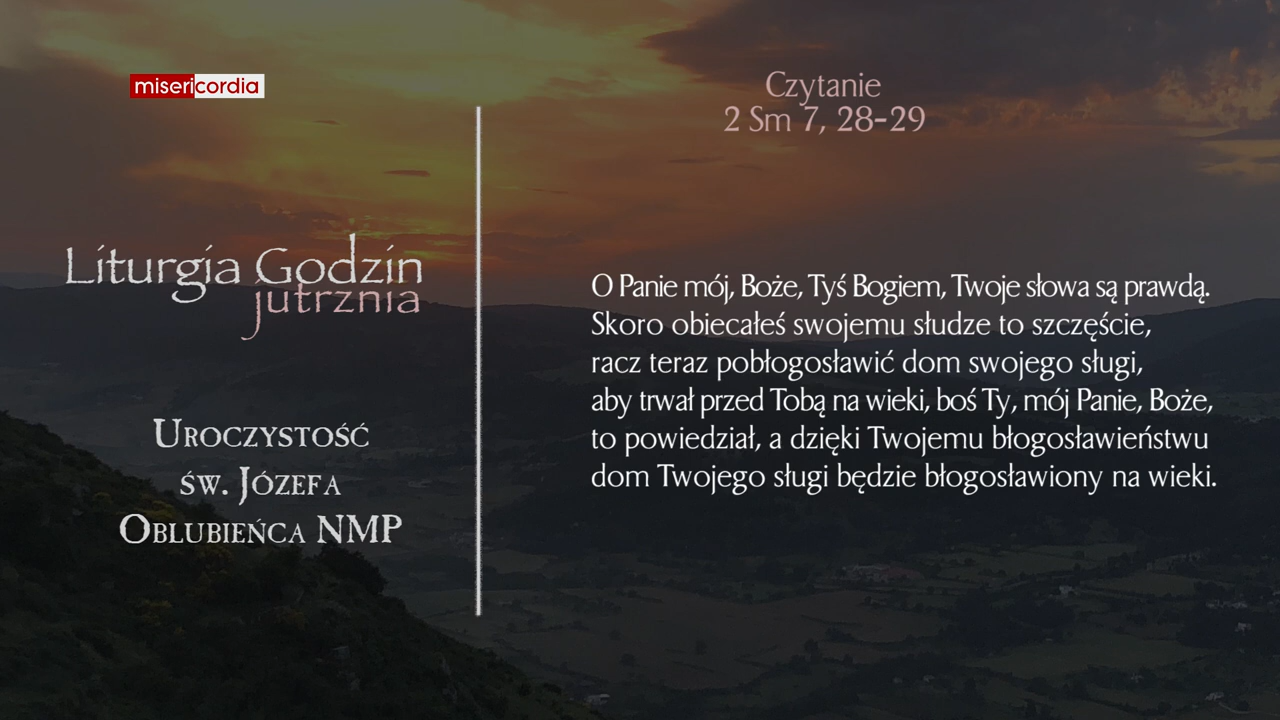 misericordia
Liturgia Godzin
jutrznia
Uroczystość
św. Józefa
Oblubieńca NMP
Czytanie
2 Sm 7, 28-29
O Panie mój, Boże, Tyś Bogiem, Twoje słowa są prawdą.
Skoro obiecałeś swojemu słudze to szczęście,
racz teraz pobłogosławić dom swojego sługi,
aby trwał przed Tobą na wieki, boś Ty, mój Panie, Boże,
to powiedział, a dzięki Twojemu błogosławieństwu
dom Twojego sługi będzie błogosławiony na wieki.